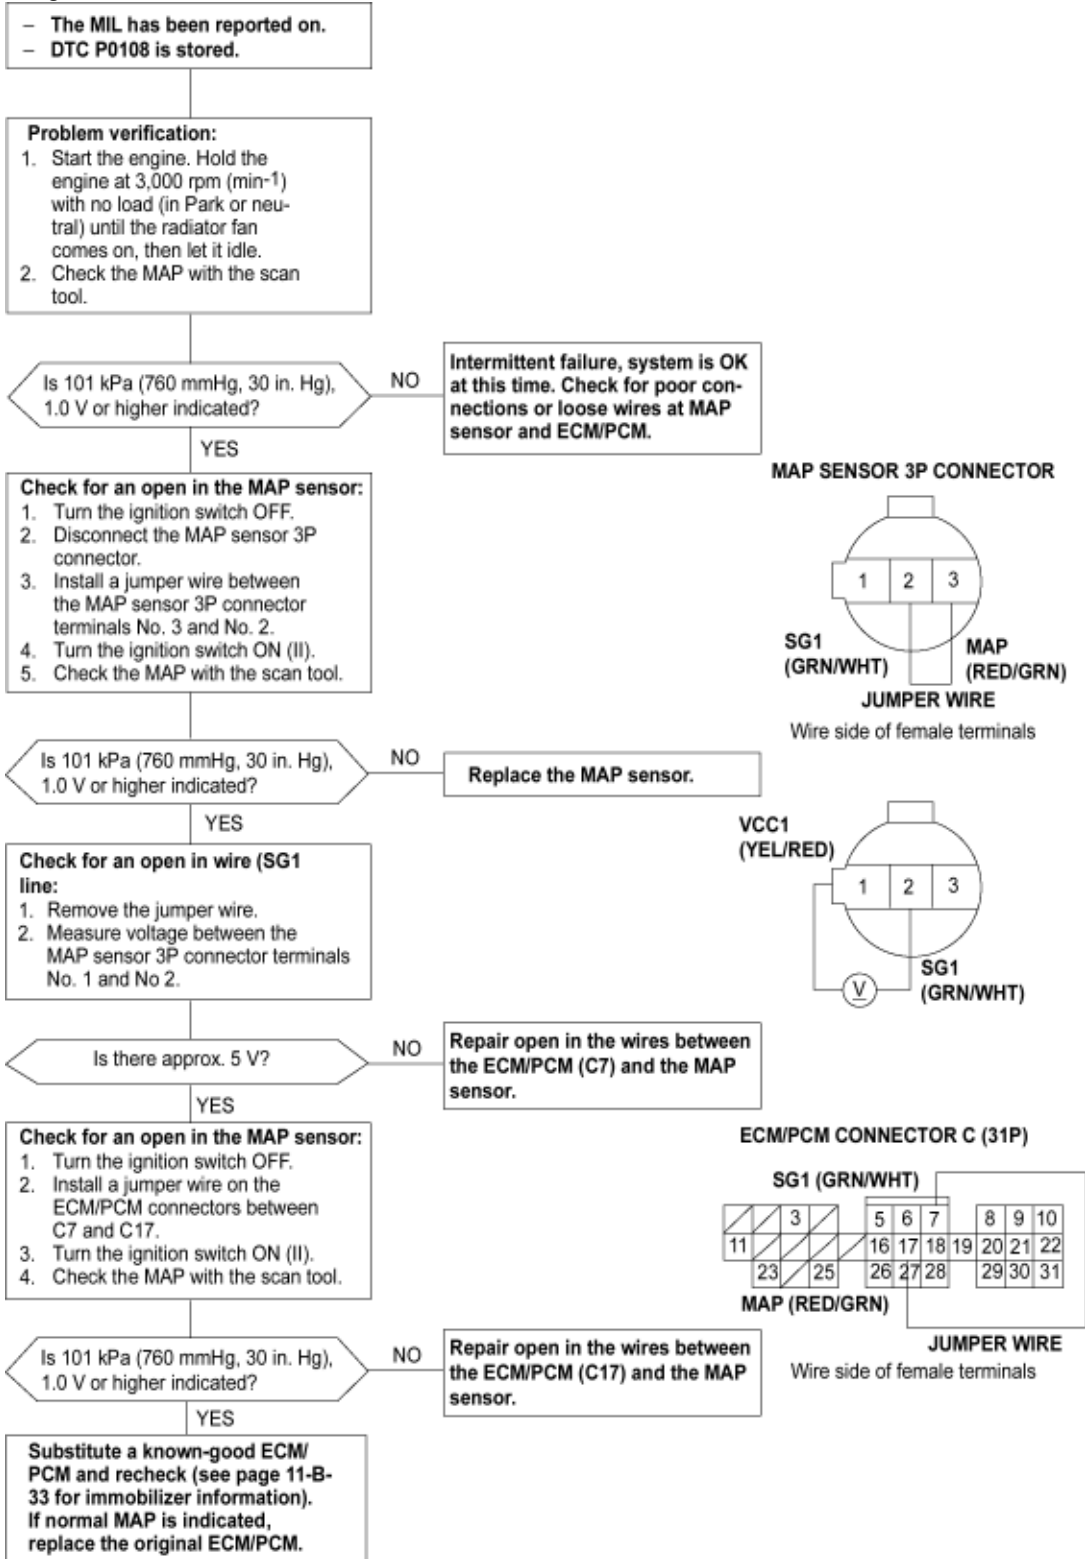 – The MIL has been reported on.
– DTC P0108 is stored.
Problem verification:
1. Start the engine. Hold the
engine at 3,000 rpm (min-1)
with no load (in Park or neu-
tral) until the radiator fan
comes on, then let it idle.
2. Check the MAP with the scan
tool.
Is 101 kPa (760 mmHg, 30 in. Hg),
1.0 V or higher indicated?
NO
Intermittent failure, system is OK
at this time. Check for poor con-
nections or loose wires at MAP
sensor and ECM/PCM.
YES
Check for an open in the MAP sensor:
1. Turn the ignition switch OFF.
2. Disconnect the MAP sensor 3P
connector.
3. Install a jumper wire between
the MAP sensor 3P connector
terminals No. 3 and No. 2.
4. Turn the ignition switch ON (II).
5. Check the MAP with the scan tool.
MAP SENSOR 3P CONNECTOR
1 2 3
SG1
(GRN/WHT)
MAP
(RED/GRN)
JUMPER WIRE
Wire side of female terminals
Is 101 kPa (760 mmHg, 30 in. Hg),
1.0 V or higher indicated?
NO
Replace the MAP sensor.
YES
Check for an open in wire (SG1
line:
1. Remove the jumper wire.
2. Measure voltage between the
MAP sensor 3P connector terminals
No. 1 and No 2.
VCC1
(YEL/RED)
1 2 3
V
SG1
(GRN/WHT)
Is there approx. 5 V?
NO
Repair open in the wires between
the ECM/PCM (C7) and the MAP
sensor.
YES
Check for an open in the MAP sensor:
1. Turn the ignition switch OFF.
2. Install a jumper wire on the
ECM/PCM connectors between
C7 and C17.
3. Turn the ignition switch ON (II).
4. Check the MAP with the scan tool.
ECM/PCM CONNECTOR C (31P)
SG1 (GRN/WHT)
3 5 6 7 8 9 10
11 16 17 18 19 20 21 22
23 25 26 27 28 29 30 31
MAP (RED/GRN)
JUMPER WIRE
Wire side of female terminals
Is 101 kPa (760 mmHg, 30 in. Hg),
1.0 V or higher indicated?
NO
Repair open in the wires between
the ECM/PCM (C17) and the MAP
sensor.
YES
Substitute a known-good ECM/
PCM and recheck (see page 11-B-
33 for immobilizer information).
If normal MAP is indicated,
replace the original ECM/PCM.